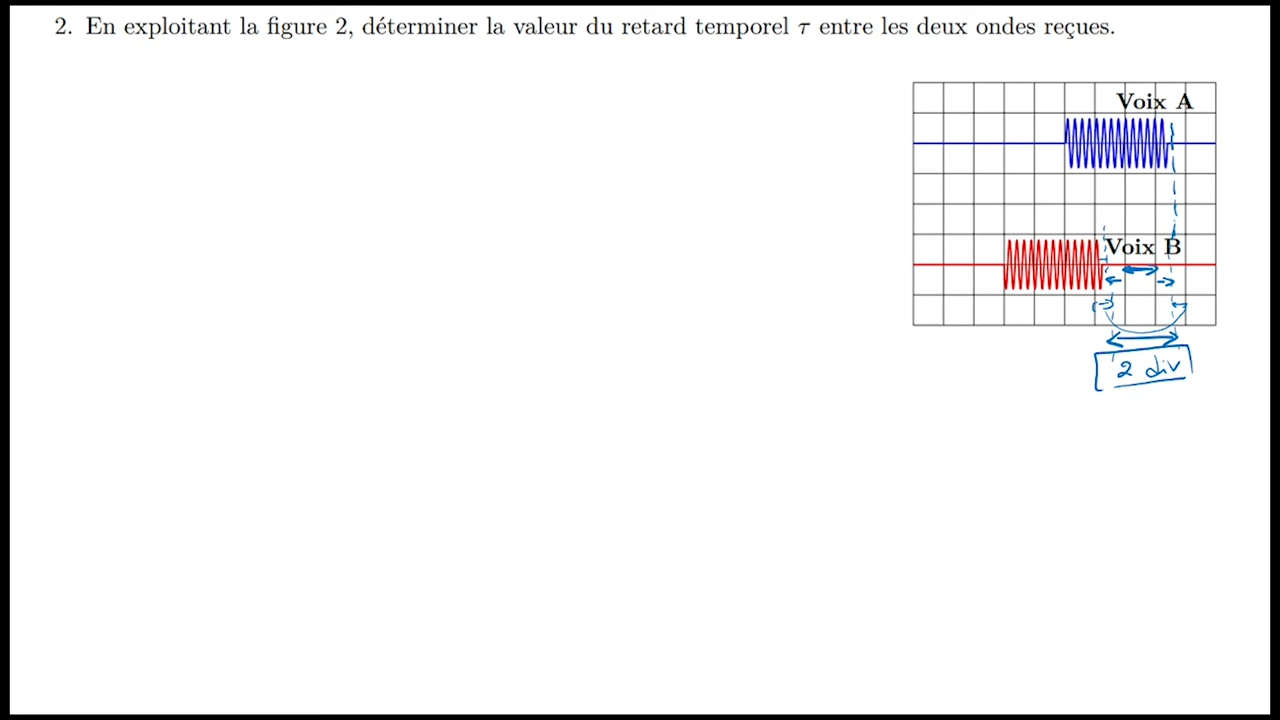 2. En exploitant la figure 2, déterminer la valeur du retard temporel τ entre les deux ondes reçues.
Voix A
Voix B
2 div